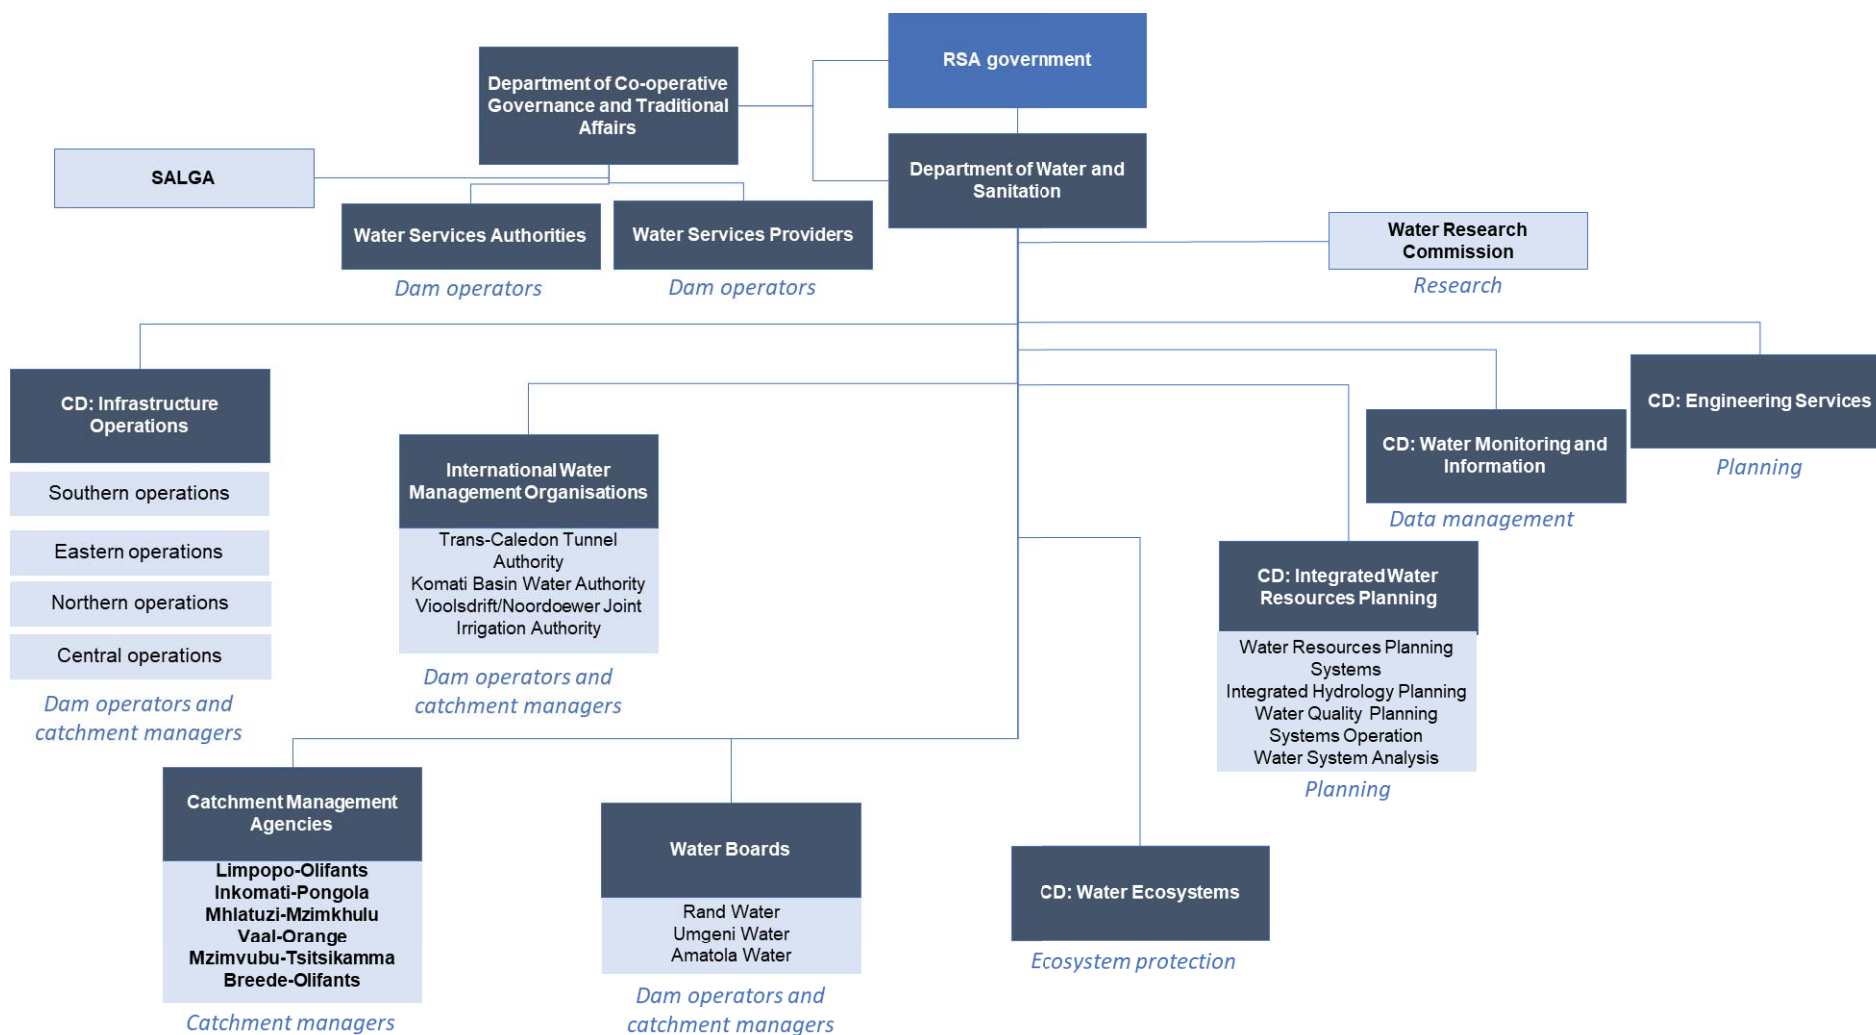 RSA government
Department of Co-operative
Governance and Traditional
Affairs
SALGA
Department of Water and
Sanitation
Water Services Authorities
Dam operators
Water Services Providers
Dam operators
Water Research
Commission
Research
CD: Infrastructure
Operations
Southern operations
Eastern operations
Northern operations
Central operations
Dam operators and
catchment managers
International Water
Management Organisations
Trans-Caledon Tunnel
Authority
Komati Basin Water Authority
Vioolsdrift/Noordoewer Joint
Irrigation Authority
Dam operators and
catchment managers
CD: Engineering Services
Planning
CD: Water Monitoring and
Information
Data management
CD: Integrated Water
Resources Planning
Water Resources Planning
Systems
Integrated Hydrology Planning
Water Quality Planning
Systems Operation
Water System Analysis
Planning
Catchment Management
Agencies
Limpopo-Olifants
Inkomati-Pongola
Mhlatuzi-Mzimkhulu
Vaal-Orange
Mzimvubu-Tsitsikamma
Breede-Olifants
Catchment managers
Water Boards
Rand Water
Umgeni Water
Amatola Water
Dam operators and
catchment managers
CD: Water Ecosystems
Ecosystem protection